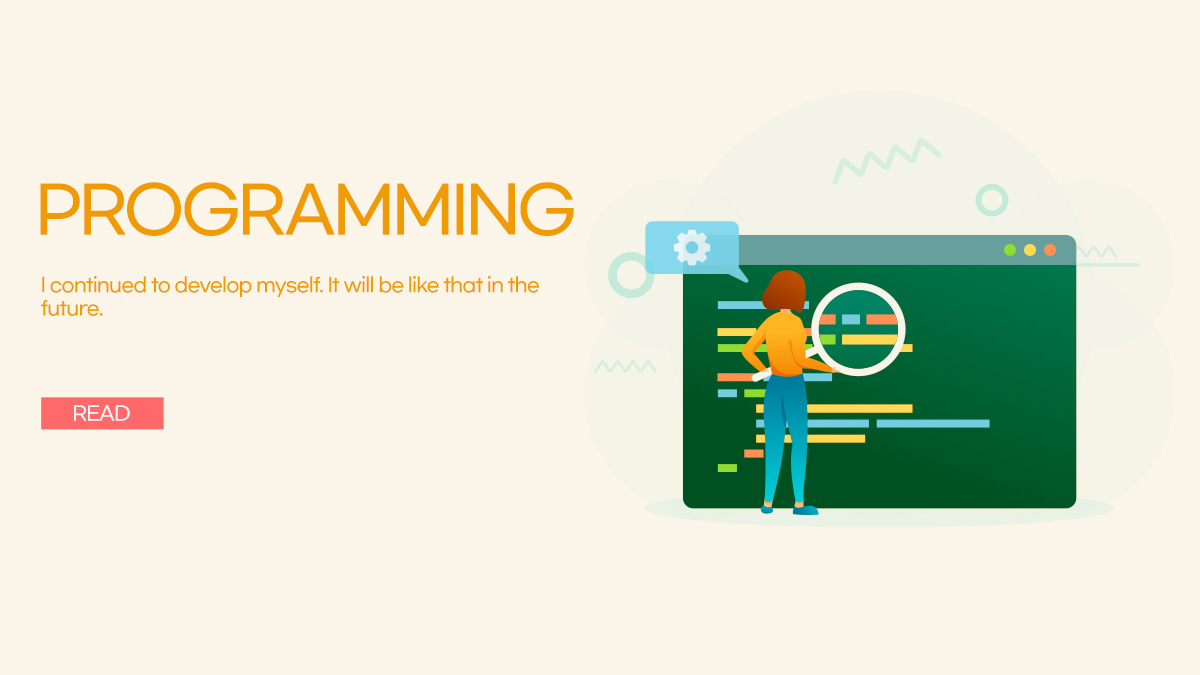 PROGRAMMING
I continued to develop myself. It will be like that in the
future.
READ